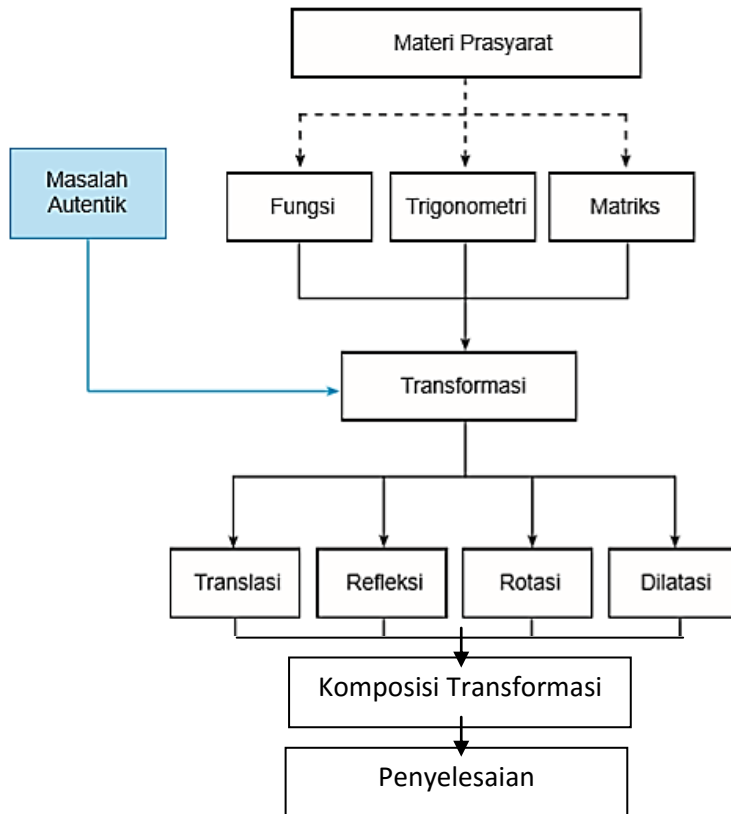 Materi Prasyarat
Masalah
Autentik
Fungsi
Trigonometri
Matriks
Transformasi
Translasi
Refleksi
Rotasi
Dilatasi
Komposisi Transformasi
Penyelesaian